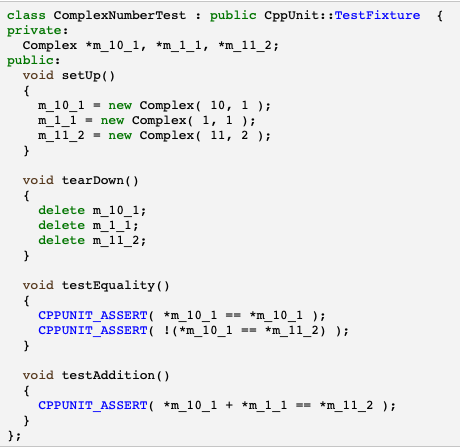 class ComplexNumberTest : public CppUnit::TestFixture  {
private:
  Complex *m_10_1, *m_1_1, *m_11_2;
public:
  void setUp()
  {
    m_10_1 = new Complex( 10, 1 );
    m_1_1 = new Complex( 1, 1 );
    m_11_2 = new Complex( 11, 2 );
  }

  void tearDown()
  {
    delete m_10_1;
    delete m_1_1;
    delete m_11_2;
  }

  void testEquality()
  {
    CPPUNIT_ASSERT( *m_10_1 == *m_10_1 );
    CPPUNIT_ASSERT( !(*m_10_1 == *m_11_2) );
  }

  void testAddition()
  {
    CPPUNIT_ASSERT( *m_10_1 + *m_1_1 == *m_11_2 );
  }
};